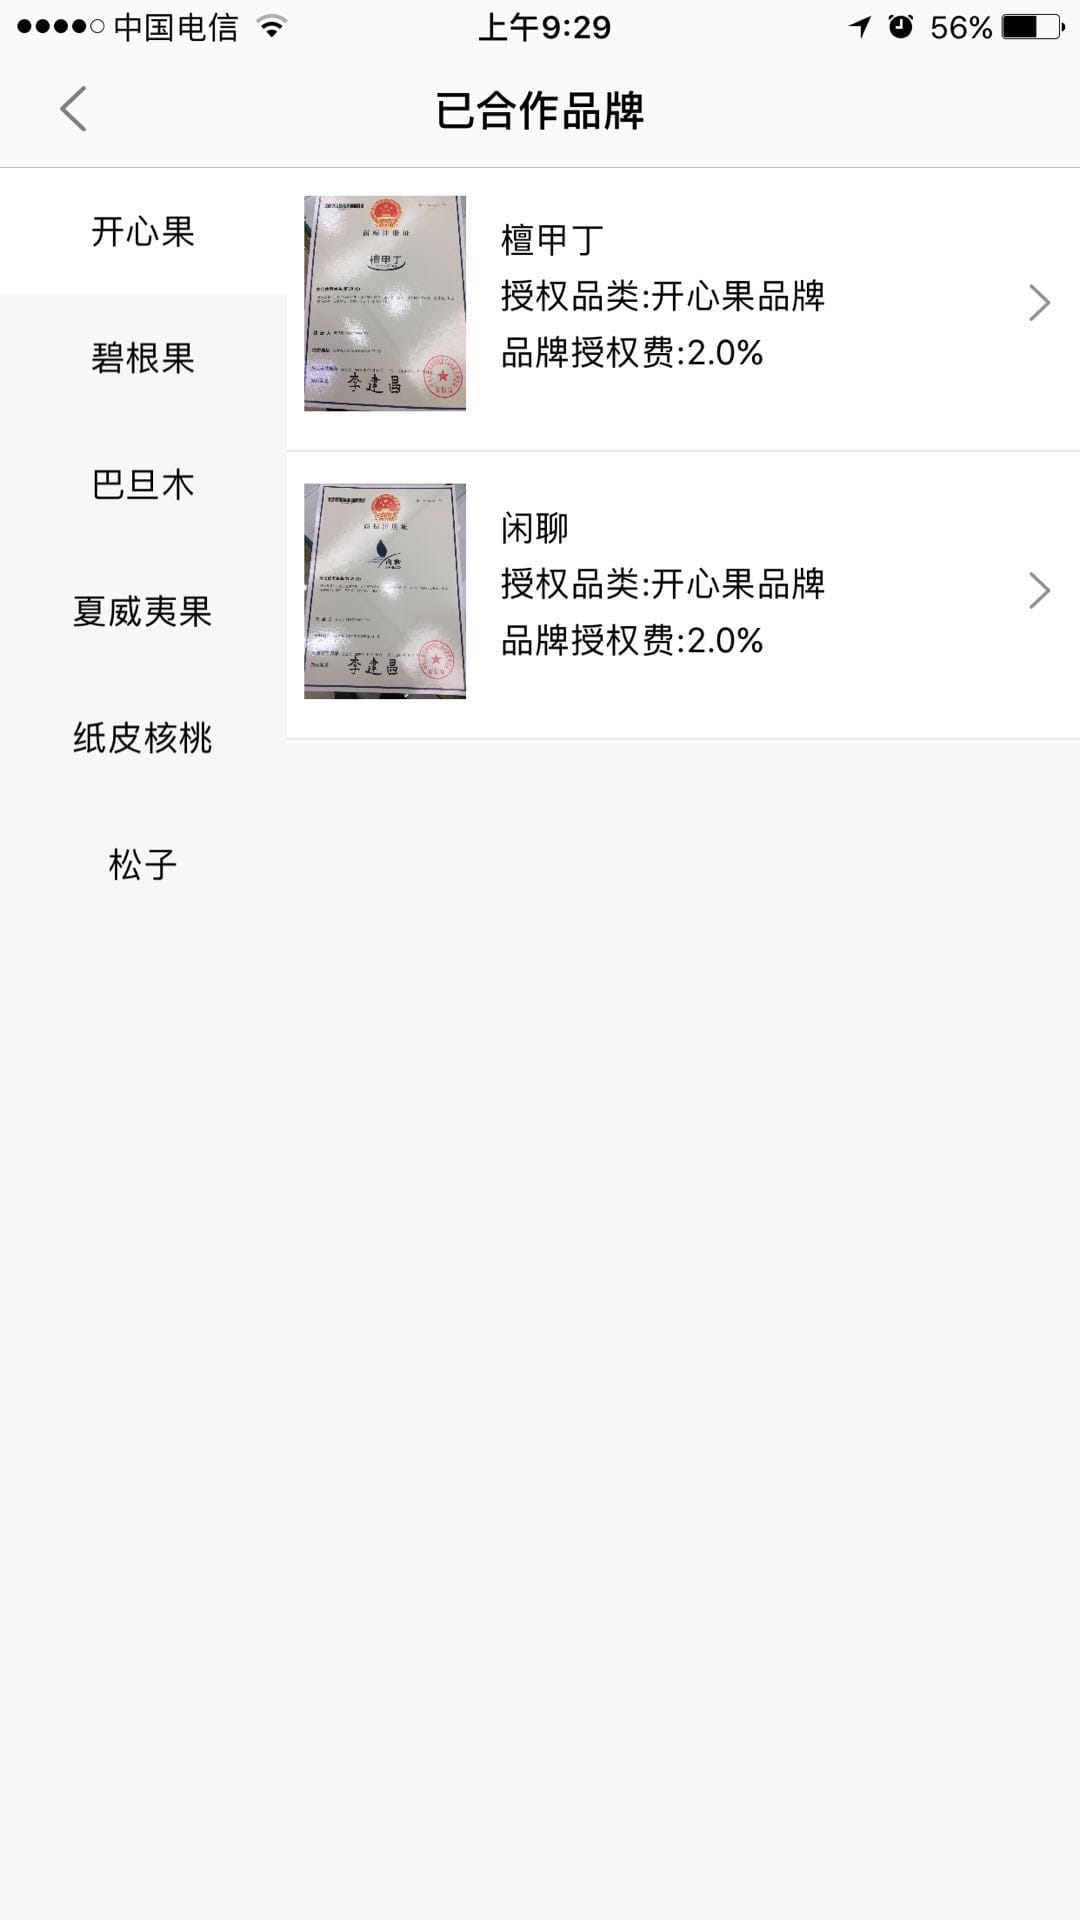 中国电信 上午9:29 56%
已合作品牌
开心果
碧根果
巴旦木
夏威夷果
纸皮核桃
松子
商标注册证
檀甲丁
李建昌
檀甲丁
授权品类:开心果品牌
品牌授权费:2.0%
商标注册证
李建昌
闲聊
授权品类:开心果品牌
品牌授权费:2.0%